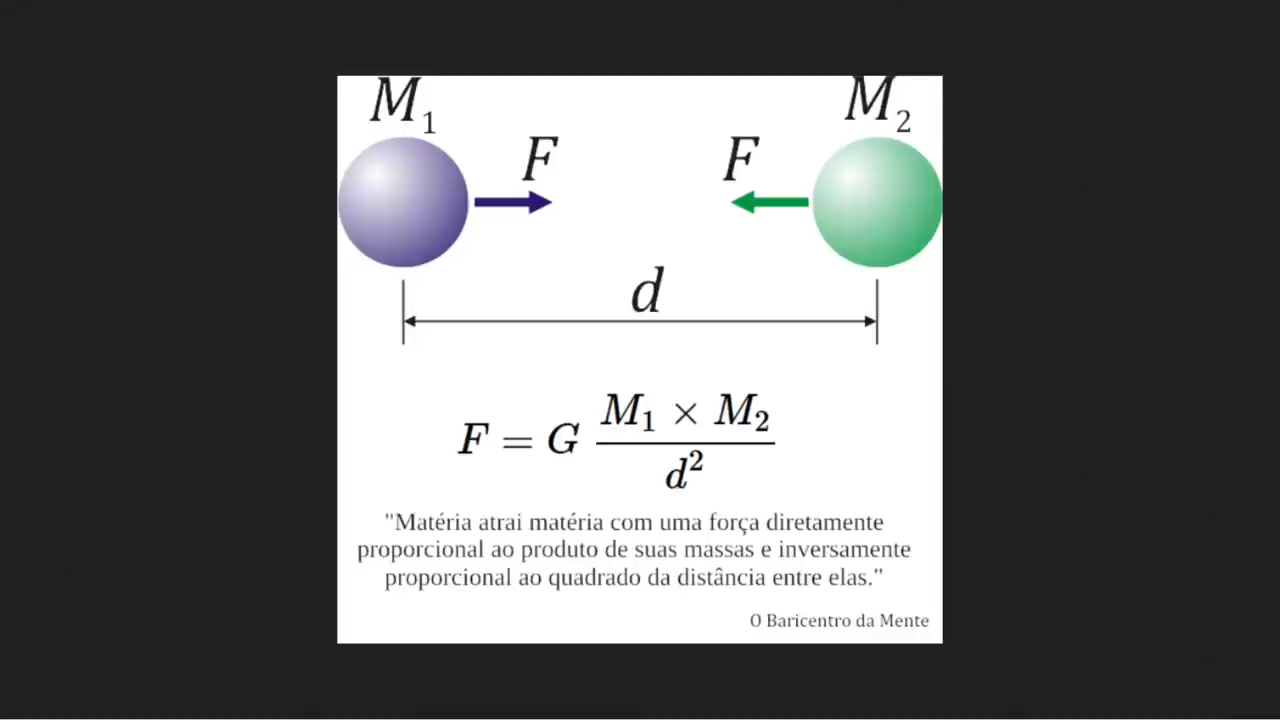 M₁ M₂
F F
d
F = G M₁ × M₂ / d²
"Matéria atrai matéria com uma força diretamente
proporcional ao produto de suas massas e inversamente
proporcional ao quadrado da distância entre elas."
O Baricentro da Mente